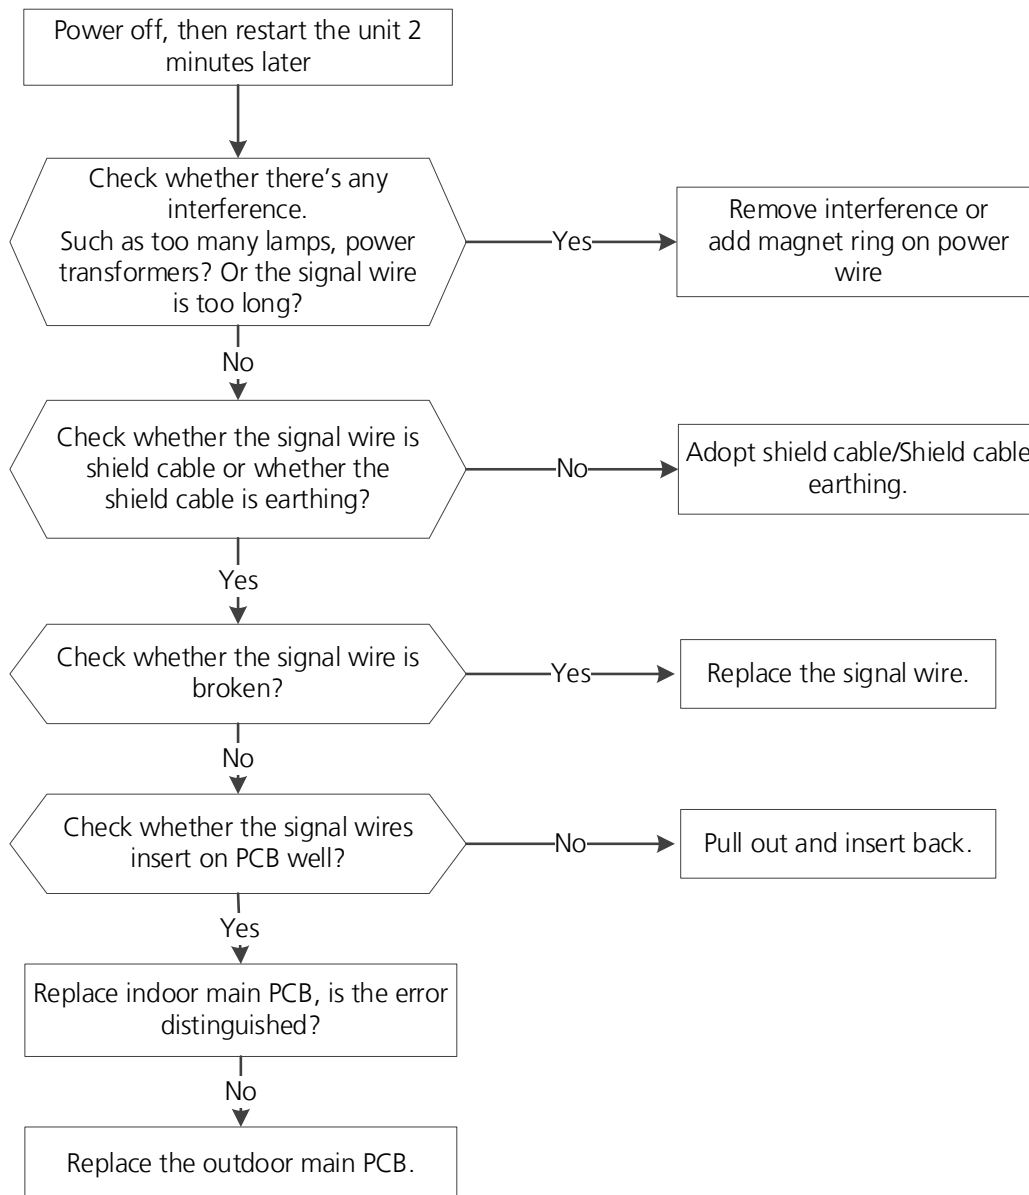 Power off, then restart the unit 2
minutes later
Check whether there’s any
interference.
Such as too many lamps, power
transformers? Or the signal wire
is too long?
Yes
Remove interference or
add magnet ring on power
wire
No
Check whether the signal wire is
shield cable or whether the
shield cable is earthing?
No
Adopt shield cable/Shield cable
earthing.
Yes
Check whether the signal wire is
broken?
Yes
Replace the signal wire.
No
Check whether the signal wires
insert on PCB well?
No
Pull out and insert back.
Yes
Replace indoor main PCB, is the error
distinguished?
No
Replace the outdoor main PCB.